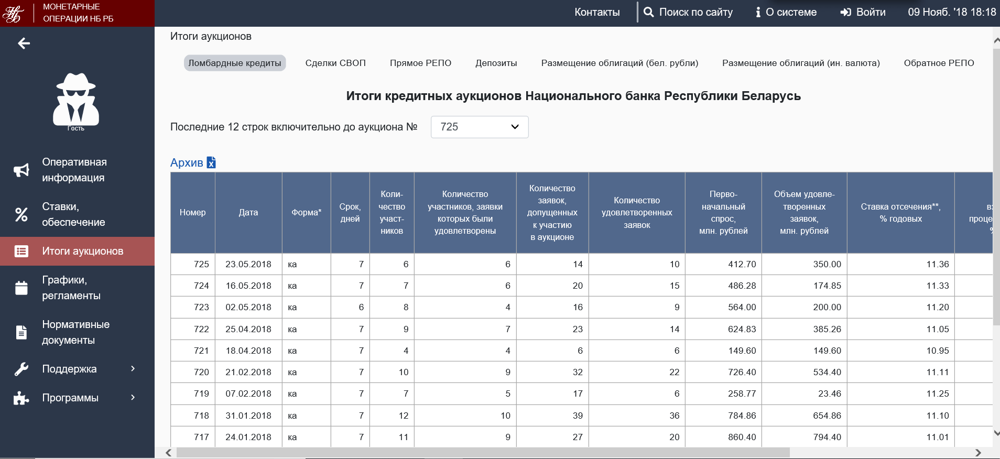 МОНЕТАРНЫЕ
ОПЕРАЦИИ НБ РБ
Контакты
Поиск по сайту
О системе
Войти
09 Нояб. '18 18:18
Гость
Оперативная
информация
Ставки,
обеспечение
Итоги аукционов
Графики,
регламенты
Нормативные
документы
Поддержка
Программы
Итоги аукционов
Ломбардные кредиты Сделки СВОП Прямое РЕПО Депозиты Размещение облигаций (бел. рубли) Размещение облигаций (ин. валюта) Обратное РЕПО
Итоги кредитных аукционов Национального банка Республики Беларусь
Последние 12 строк включительно до аукциона № 725
Архив
Номер
Дата
Форма*
Срок,
дней
Коли-
чество
участ-
ников
Количество
участников, заявки
которых были
удовлетворены
Количество
заявок,
допущенных
к участию
в аукционе
Количество
удовлетворенных
заявок
Перво-
начальный
спрос,
млн. рублей
Объем удовле-
творенных
заявок,
млн. рублей
Ставка отсечения**,
% годовых
725 23.05.2018 ка 7 6 6 14 10 412.70 350.00 11.36
724 16.05.2018 ка 7 7 6 20 15 486.28 174.85 11.33
723 02.05.2018 ка 6 8 4 16 9 564.00 200.00 11.20
722 25.04.2018 ка 7 9 7 23 14 624.83 385.26 11.05
721 18.04.2018 ка 7 4 4 6 6 149.60 149.60 10.95
720 21.02.2018 ка 7 10 9 32 22 726.40 534.40 11.11
719 07.02.2018 ка 7 7 5 17 6 258.77 23.46 11.25
718 31.01.2018 ка 7 12 10 39 36 784.86 654.86 11.10
717 24.01.2018 ка 7 11 9 27 20 860.40 794.40 11.01